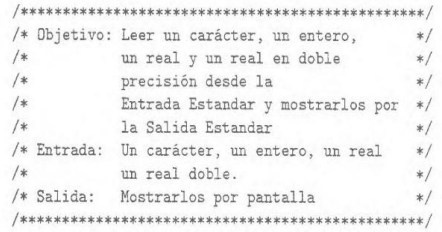 /*********************************************/
/* Objetivo: Leer un carácter, un entero, */
/* un real y un real en doble */
/* precisión desde la */
/* Entrada Estandar y mostrarlos por */
/* la Salida Estandar */
/* Entrada: Un carácter, un entero, un real */
/* un real doble. */
/* Salida: Mostrarlos por pantalla */
/*********************************************/